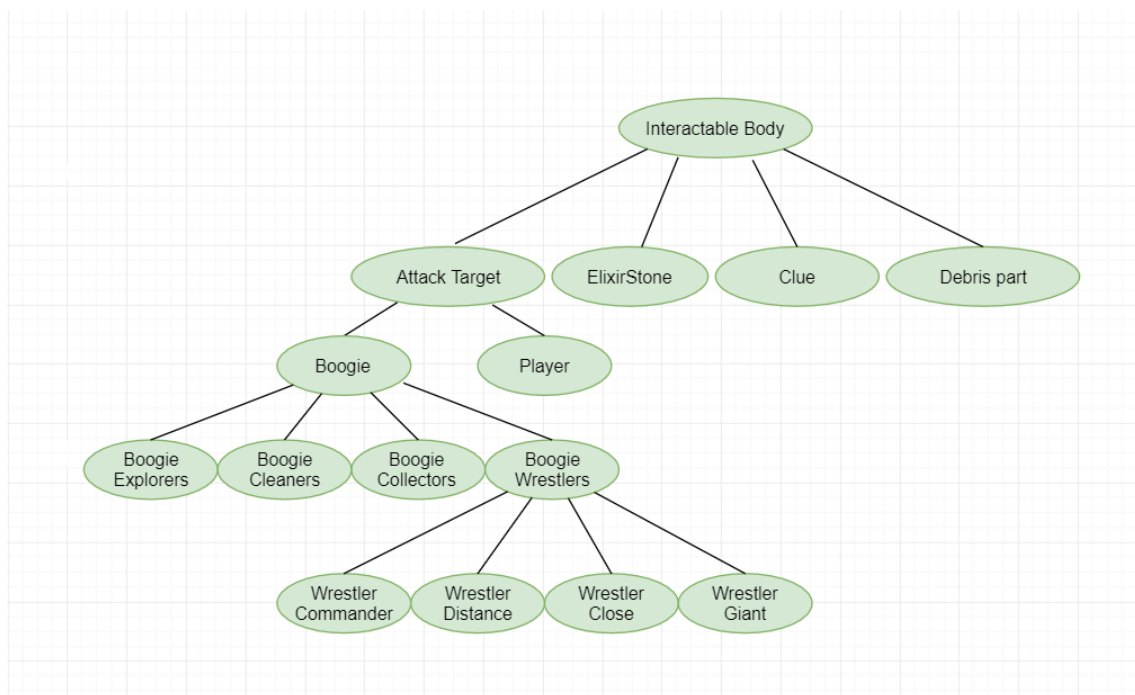 Interactable Body
Attack Target
ElixirStone
Clue
Debris part
Boogie
Player
Boogie
Explorers
Boogie
Cleaners
Boogie
Collectors
Boogie
Wrestlers
Wrestler
Commander
Wrestler
Distance
Wrestler
Close
Wrestler
Giant